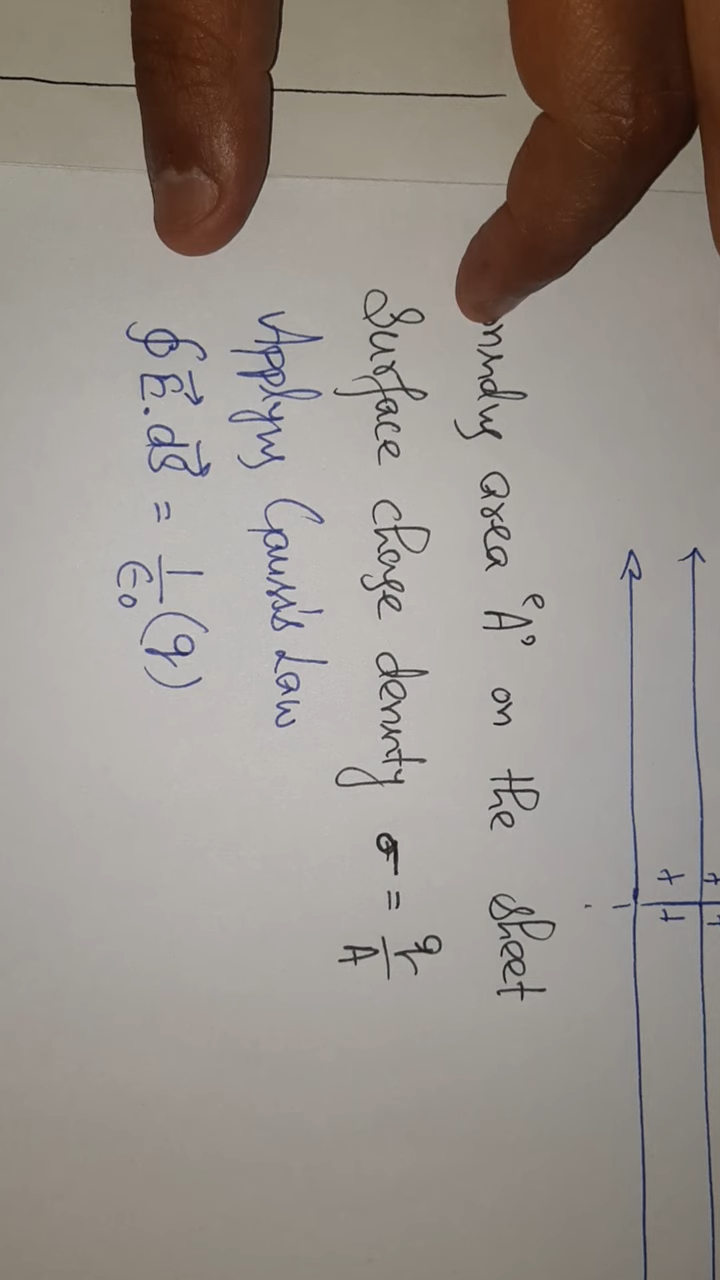 area "A" on the sheet
Surface charge density σ = q/A
Applying Gauss's Law
∮ E⃗. dS⃗ = 1/ϵ₀ (q)